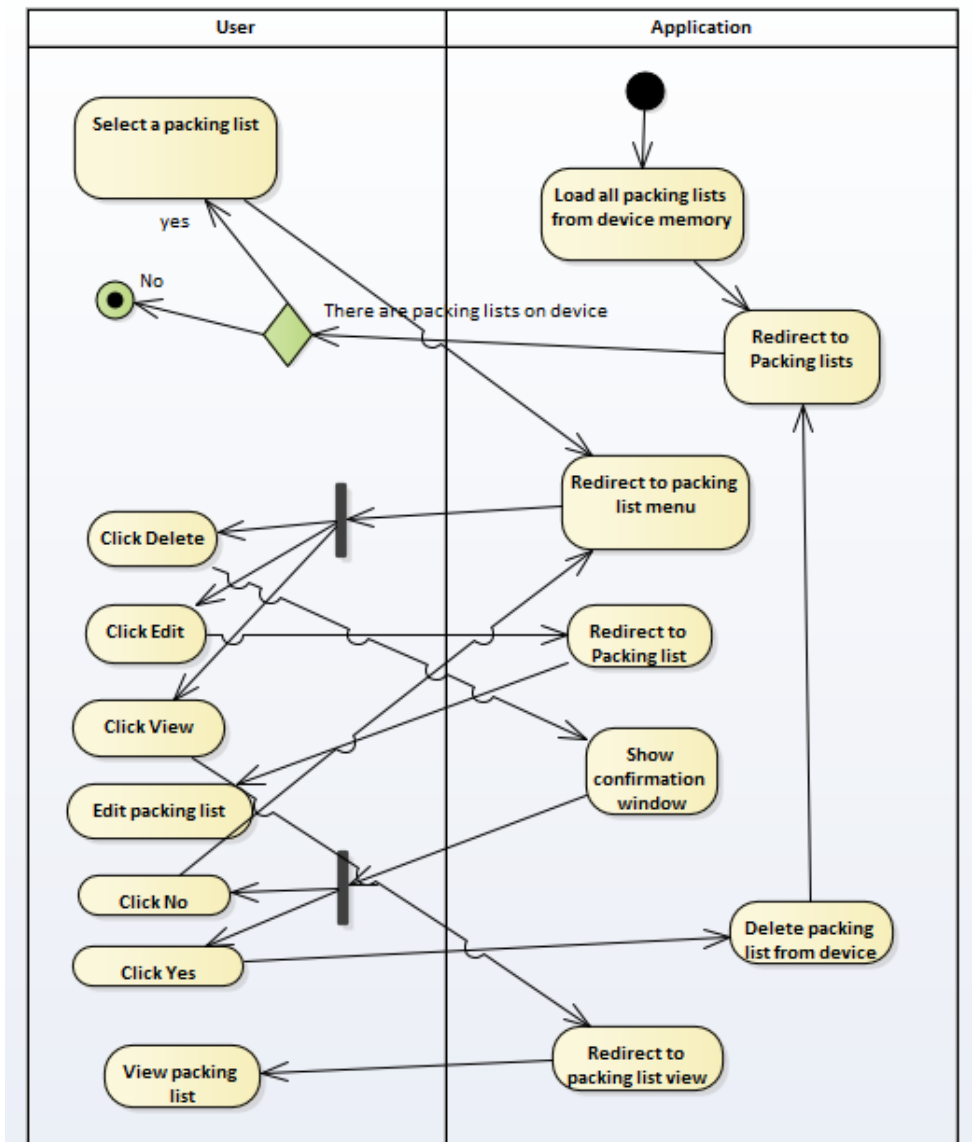 User
Application
Select a packing list
Load all packing lists
from device memory
yes
No
There are packing lists on device
Redirect to
Packing lists
Redirect to packing
list menu
Click Delete
Click Edit
Redirect to
Packing list
Click View
Show
confirmation
window
Edit packing list
Click No
Delete packing
list from device
Click Yes
Redirect to
packing list view
View packing
list